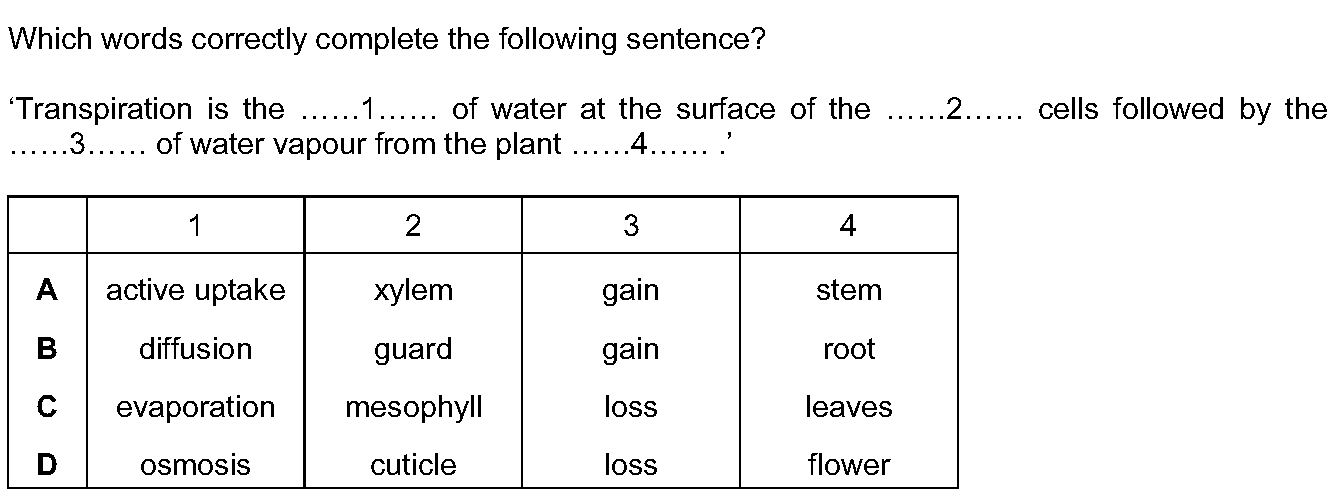 Which words correctly complete the following sentence?
‘Transpiration is the ……1…… of water at the surface of the ……2…… cells followed by the
……3…… of water vapour from the plant ……4…… .’
1 2 3 4
A active uptake xylem gain stem
B diffusion guard gain root
C evaporation mesophyll loss leaves
D osmosis cuticle loss flower